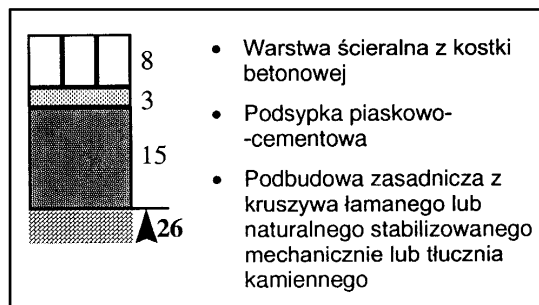 8
3
15
26
• Warstwa ścieralna z kostki
betonowej
• Podsypka piaskowo-
-cementowa
• Podbudowa zasadnicza z
kruszywa łamanego lub
naturalnego stabilizowanego
mechanicznie lub tłucznia
kamiennego